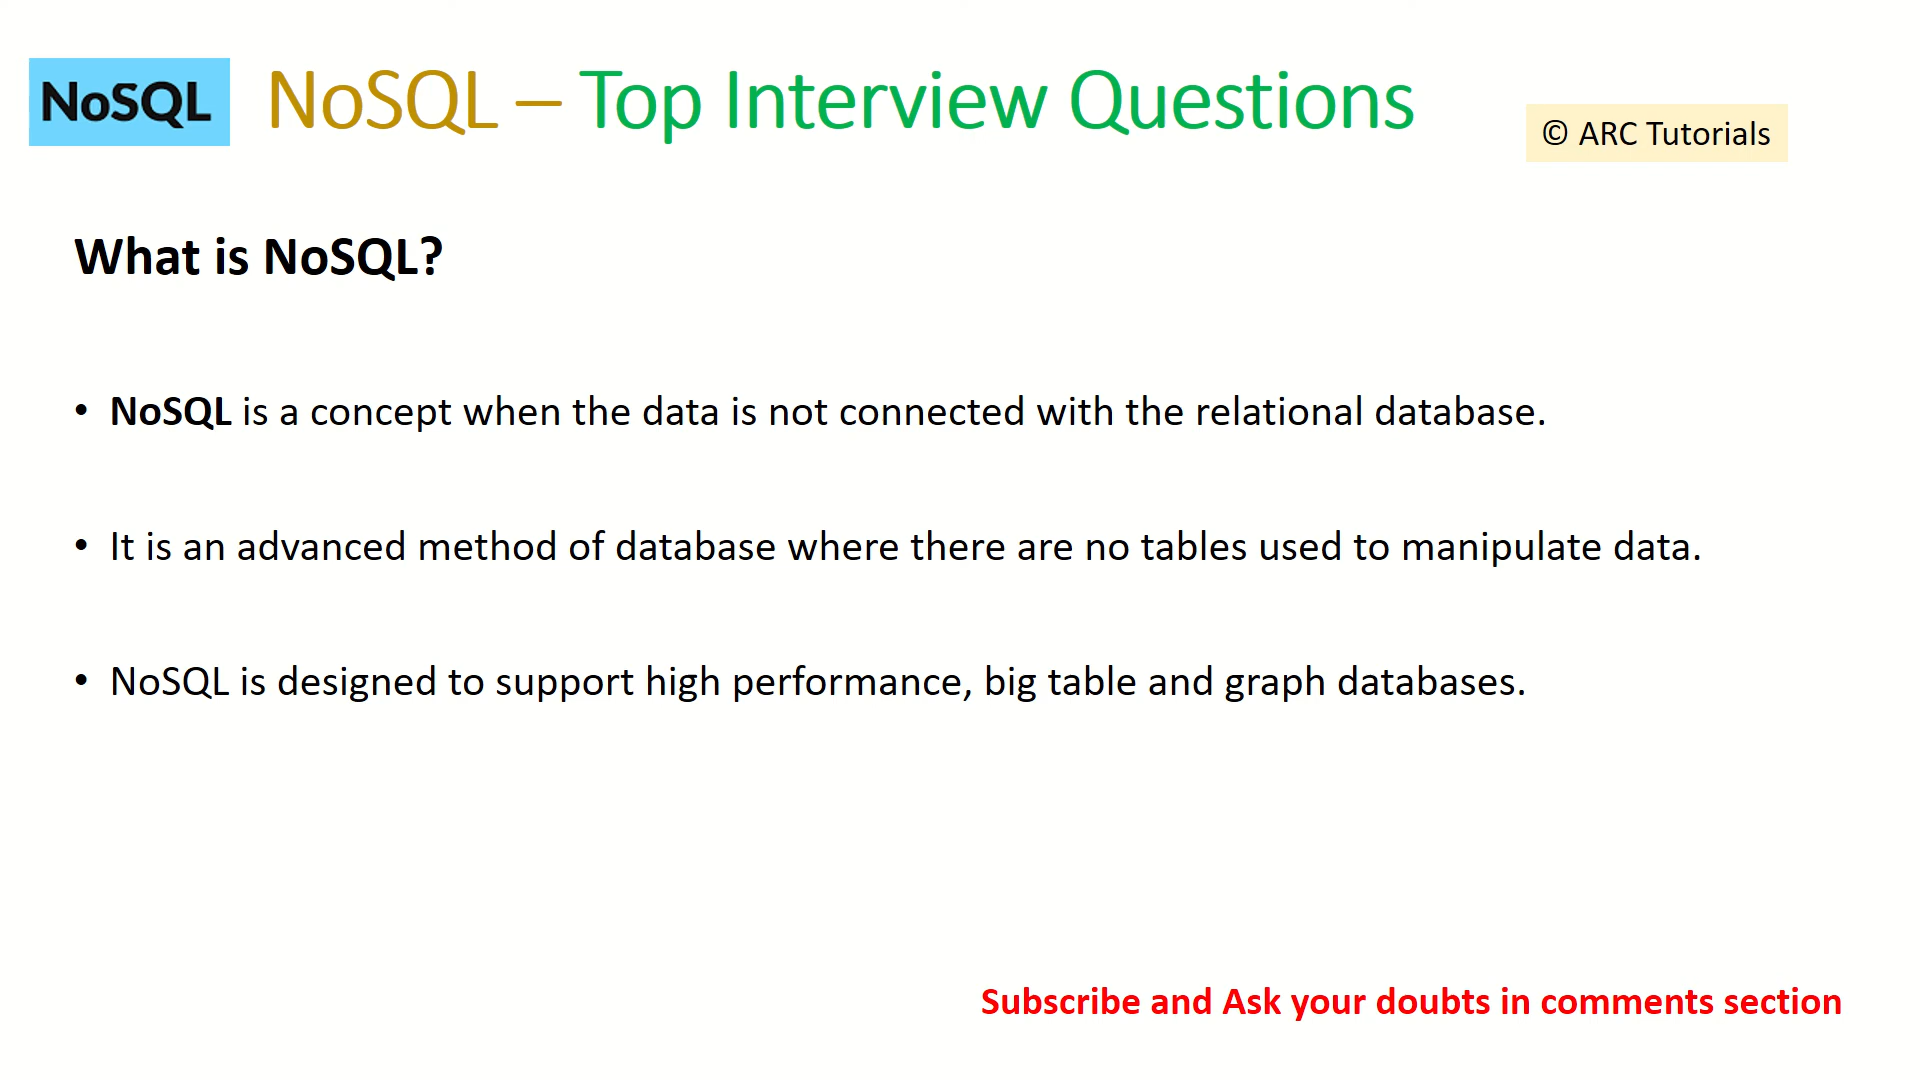 NoSQL
NoSQL – Top Interview Questions
© ARC Tutorials
What is NoSQL?
• NoSQL is a concept when the data is not connected with the relational database.
• It is an advanced method of database where there are no tables used to manipulate data.
• NoSQL is designed to support high performance, big table and graph databases.
Subscribe and Ask your doubts in comments section